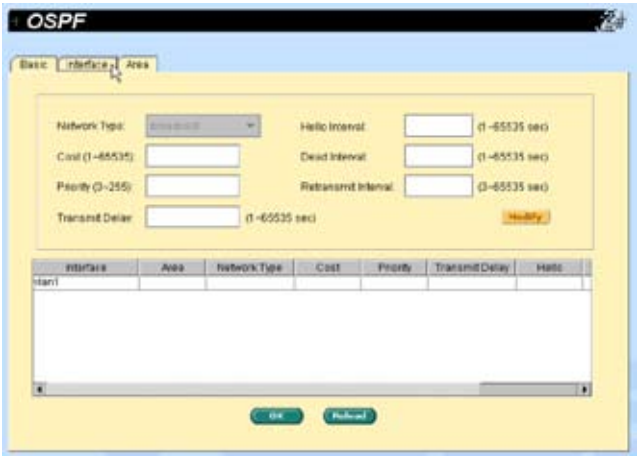 OSPF
Basic Interface Area
Network Type: broadcast Hello Interval: (1~65535 sec)
Cost (1~65535): Dead Interval: (1~65535 sec)
Priority (0~255): Retransmit Interval: (3~65535 sec)
Transmit Delay: (1~65535 sec) Modify
Interface Area Network Type Cost Priority Transmit Delay Hello
vlan1
OK Reload